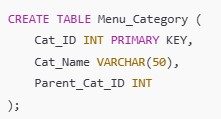 CREATE TABLE Menu_Category (
    Cat_ID INT PRIMARY KEY,
    Cat_Name VARCHAR(50),
    Parent_Cat_ID INT
);